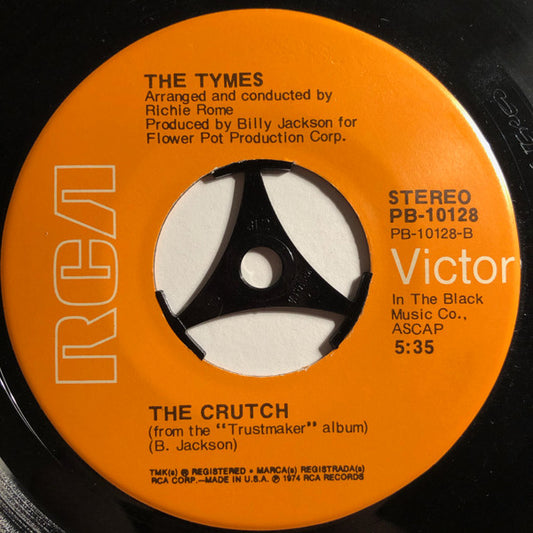 THE TYMES
Arranged and conducted by
Richie Rome
Produced by Billy Jackson for
Flower Pot Production Corp.
RCA
STEREO
PB-10128
PB-10128-B
Victor
In The Black
Music Co.,
ASCAP
5:35
THE CRUTCH
(from the "Trustmaker" album)
(B. Jackson)
TMK(s) ® REGISTERED • MARCA(s) REGISTRADA(s)
RCA CORP.—MADE IN U.S.A. ℗ 1974 RCA RECORDS